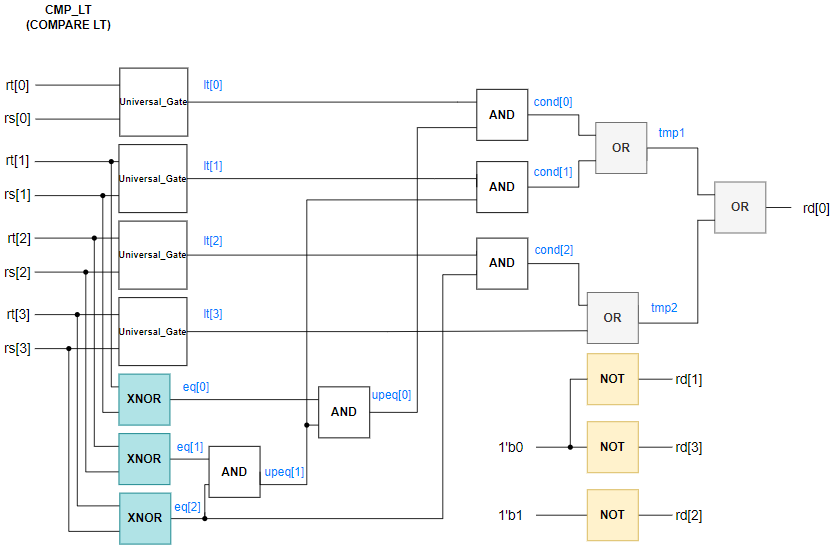 CMP_LT
(COMPARE LT)
rt[0]
rs[0]
Universal_Gate
lt[0]
rt[1]
rs[1]
Universal_Gate
lt[1]
rt[2]
rs[2]
Universal_Gate
lt[2]
rt[3]
rs[3]
Universal_Gate
lt[3]
XNOR
eq[0]
XNOR
eq[1]
XNOR
eq[2]
AND
upeq[1]
AND
upeq[0]
AND
cond[0]
AND
cond[1]
AND
cond[2]
OR
tmp1
OR
tmp2
OR
rd[0]
NOT
rd[1]
1'b0
NOT
rd[3]
1'b1
NOT
rd[2]